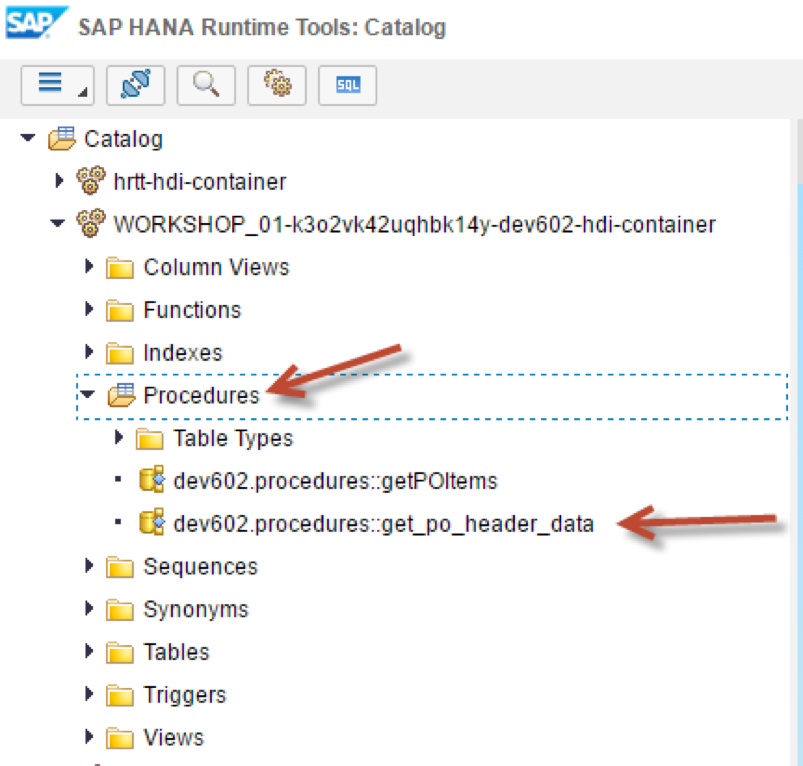 SAP SAP HANA Runtime Tools: Catalog
SQL
Catalog
hrtt-hdi-container
WORKSHOP_01-k3o2vk42uqhbk14y-dev602-hdi-container
Column Views
Functions
Indexes
Procedures
Table Types
dev602.procedures::getPOItems
dev602.procedures::get_po_header_data
Sequences
Synonyms
Tables
Triggers
Views